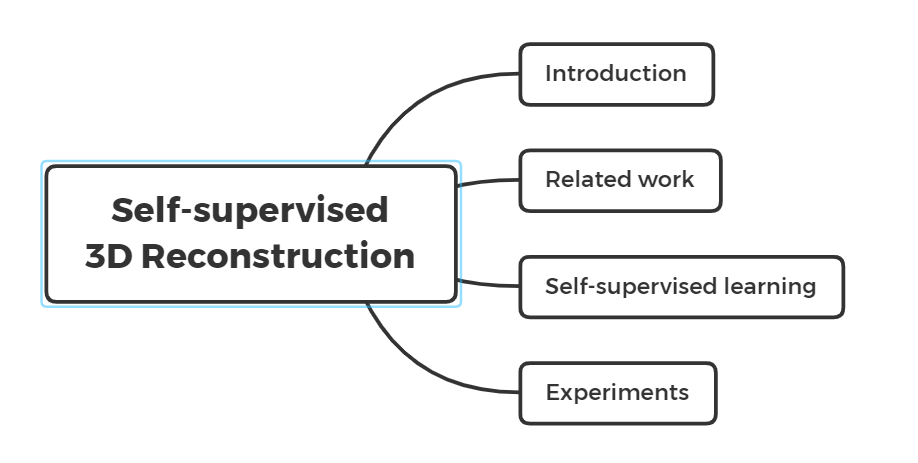 Self-supervised
3D Reconstruction
Introduction
Related work
Self-supervised learning
Experiments